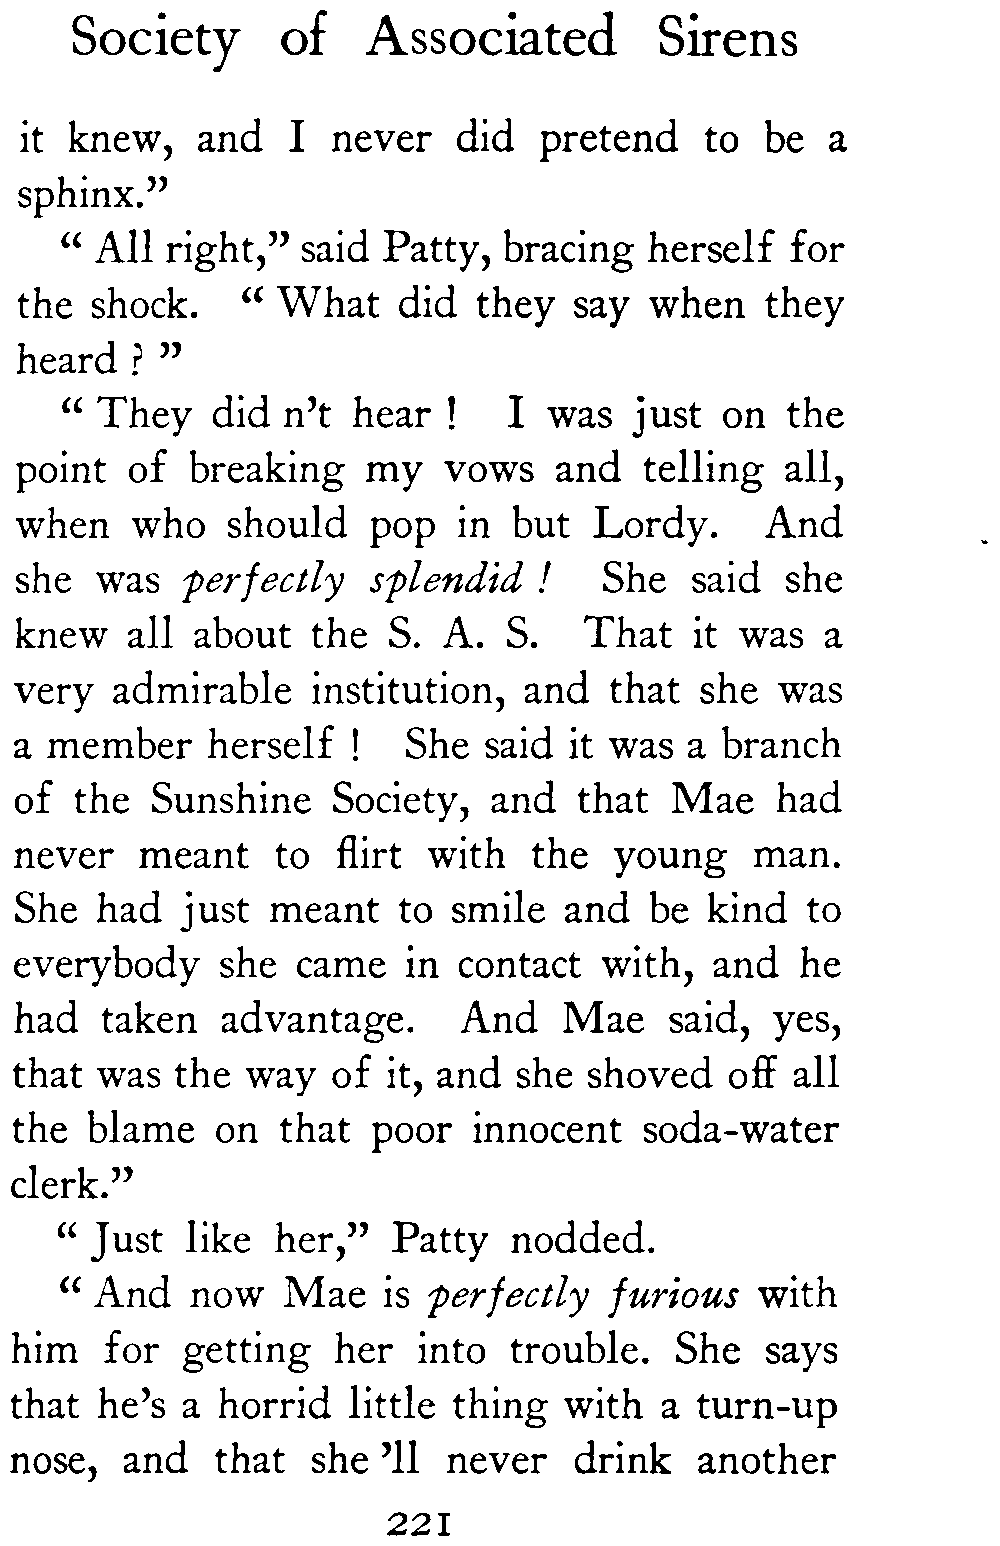 Society of Associated Sirens
it knew, and I never did pretend to be a
sphinx.”
“ All right,” said Patty, bracing herself for
the shock. “ What did they say when they
heard ? ”
“ They did n't hear ! I was just on the
point of breaking my vows and telling all,
when who should pop in but Lordy. And
she was perfectly splendid ! She said she
knew all about the S. A. S. That it was a
very admirable institution, and that she was
a member herself ! She said it was a branch
of the Sunshine Society, and that Mae had
never meant to flirt with the young man.
She had just meant to smile and be kind to
everybody she came in contact with, and he
had taken advantage. And Mae said, yes,
that was the way of it, and she shoved off all
the blame on that poor innocent soda-water
clerk.”
“ Just like her,” Patty nodded.
“ And now Mae is perfectly furious with
him for getting her into trouble. She says
that he's a horrid little thing with a turn-up
nose, and that she 'll never drink another
221